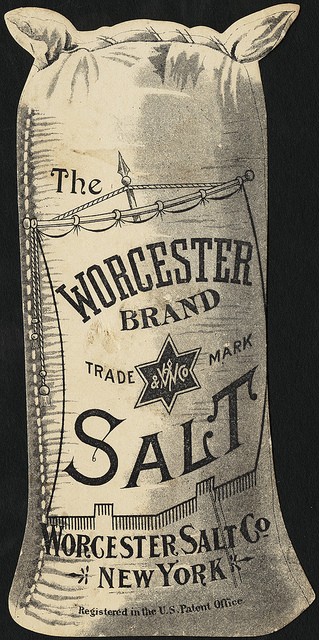 The
WORCESTER
BRAND
TRADE MARK
SALT
WORCESTER SALT Co
NEW YORK
Registered in the U.S. Patent Office